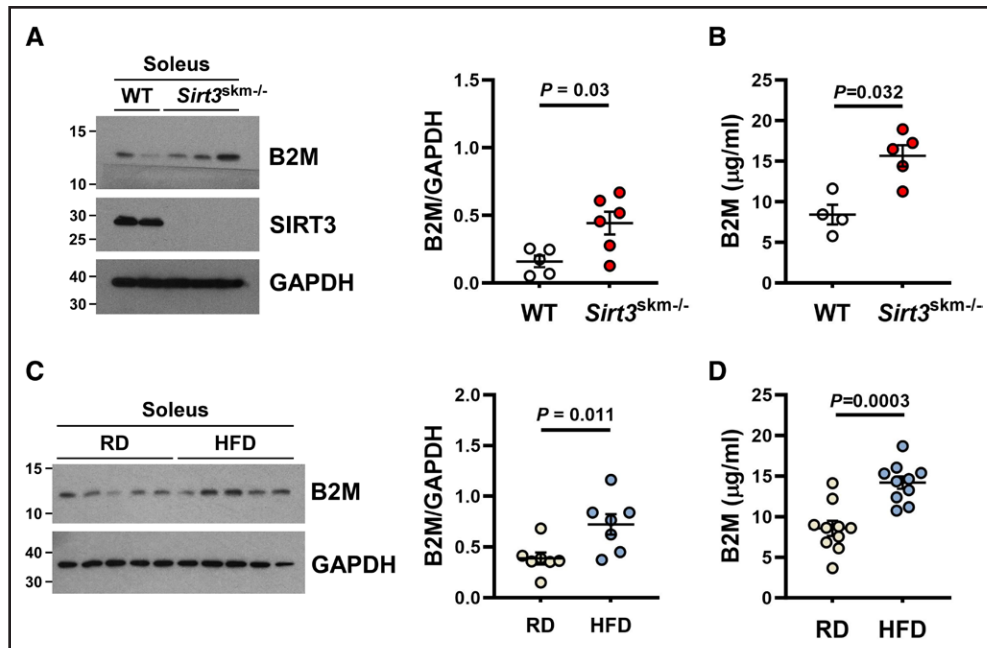 A
Soleus
WT Sirt3skm-/-
15
10
B2M
30
25
SIRT3
40
30
GAPDH
B2M/GAPDH
1.5
1.0
0.5
0.0
P = 0.03
WT Sirt3skm-/-
B
B2M (μg/ml)
25
20
15
10
5
0
P=0.032
WT Sirt3skm-/-
C
Soleus
RD HFD
15
10
B2M
40
30
GAPDH
B2M/GAPDH
2.0
1.5
1.0
0.5
0.0
P = 0.011
RD HFD
D
B2M (μg/ml)
25
20
15
10
5
0
P=0.0003
RD HFD